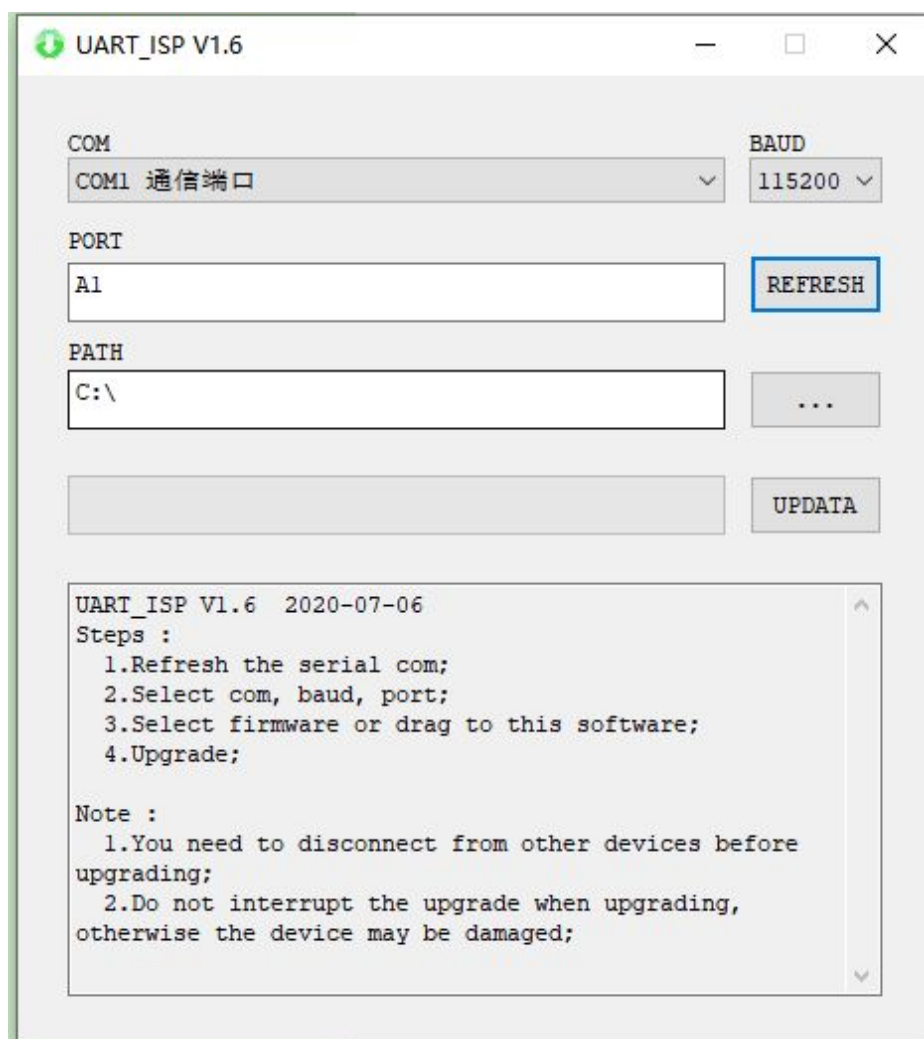 UART_ISP V1.6
COM
BAUD
COM1 通信端口
115200
PORT
A1
REFRESH
PATH
C:\
...
UPDATA
UART_ISP V1.6  2020-07-06
Steps :
  1.Refresh the serial com;
  2.Select com, baud, port;
  3.Select firmware or drag to this software;
  4.Upgrade;
Note :
  1.You need to disconnect from other devices before
upgrading;
  2.Do not interrupt the upgrade when upgrading,
otherwise the device may be damaged;